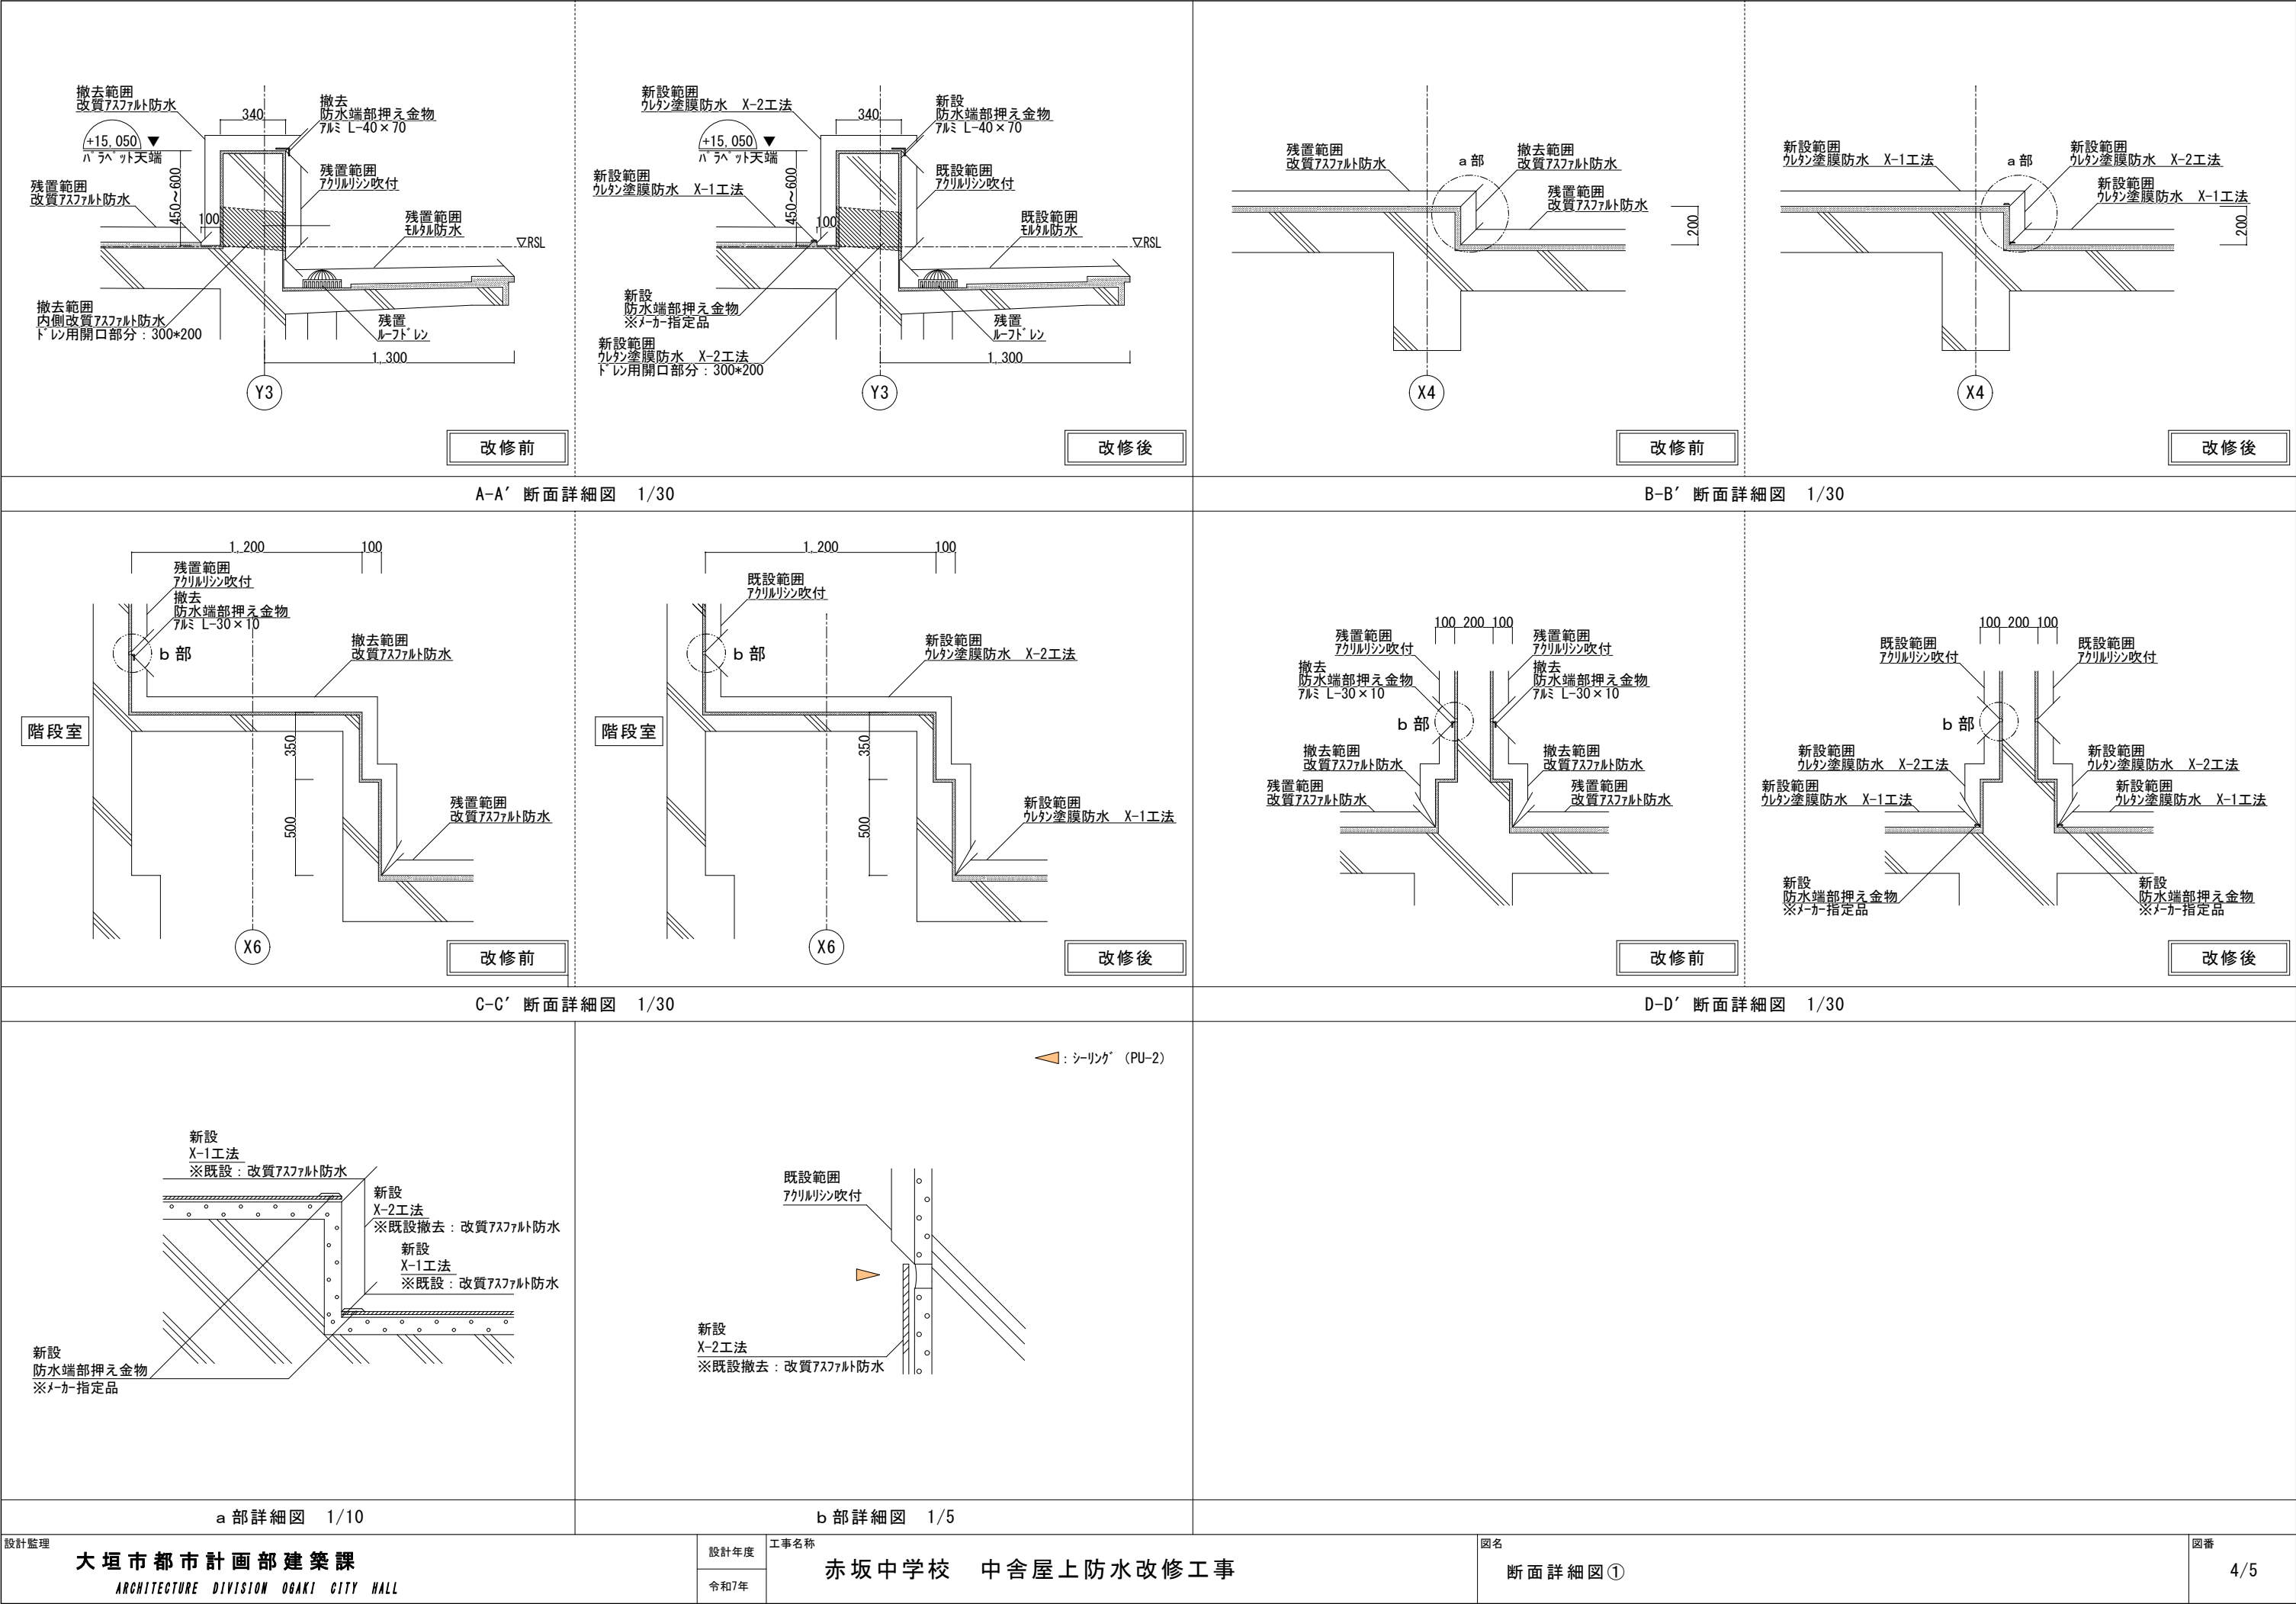 撤去範囲
改質ｱｽﾌｧﾙﾄ防水
+15,050 ▼
ﾊﾟﾗﾍﾟｯﾄ天端
340
撤去
防水端部押え金物
ｱﾙﾐ L-40×70
残置範囲
ｱｸﾘﾙﾘｼﾝ吹付
残置範囲
改質ｱｽﾌｧﾙﾄ防水
450~600
100
残置範囲
ﾓﾙﾀﾙ防水
▽RSL
撤去範囲
内側改質ｱｽﾌｧﾙﾄ防水
ﾄﾞﾚﾝ用開口部分：300*200
残置
ﾙｰﾌﾄﾞﾚﾝ
1,300
Y3
改修前
新設範囲
ｳﾚﾀﾝ塗膜防水 X-2工法
+15,050 ▼
ﾊﾟﾗﾍﾟｯﾄ天端
340
新設
防水端部押え金物
ｱﾙﾐ L-40×70
新設範囲
ｳﾚﾀﾝ塗膜防水 X-1工法
既設範囲
ｱｸﾘﾙﾘｼﾝ吹付
450~600
100
既設範囲
ﾓﾙﾀﾙ防水
▽RSL
新設
防水端部押え金物
※ﾒｰｶｰ指定品
新設範囲
ｳﾚﾀﾝ塗膜防水 X-2工法
ﾄﾞﾚﾝ用開口部分：300*200
残置
ﾙｰﾌﾄﾞﾚﾝ
1,300
Y3
改修後
A-A′断面詳細図 1/30
残置範囲
改質ｱｽﾌｧﾙﾄ防水
a部
撤去範囲
改質ｱｽﾌｧﾙﾄ防水
残置範囲
改質ｱｽﾌｧﾙﾄ防水
200
X4
改修前
新設範囲
ｳﾚﾀﾝ塗膜防水 X-1工法
a部
新設範囲
ｳﾚﾀﾝ塗膜防水 X-2工法
新設範囲
ｳﾚﾀﾝ塗膜防水 X-1工法
200
X4
改修後
B-B′断面詳細図 1/30
1,200
100
残置範囲
ｱｸﾘﾙﾘｼﾝ吹付
撤去
防水端部押え金物
ｱﾙﾐ L-30×10
b部
撤去範囲
改質ｱｽﾌｧﾙﾄ防水
階段室
350
500
残置範囲
改質ｱｽﾌｧﾙﾄ防水
X6
改修前
1,200
100
既設範囲
ｱｸﾘﾙﾘｼﾝ吹付
b部
新設範囲
ｳﾚﾀﾝ塗膜防水 X-2工法
階段室
350
500
新設範囲
ｳﾚﾀﾝ塗膜防水 X-1工法
X6
改修後
C-C′断面詳細図 1/30
100 200 100
残置範囲
ｱｸﾘﾙﾘｼﾝ吹付
撤去
防水端部押え金物
ｱﾙﾐ L-30×10
残置範囲
ｱｸﾘﾙﾘｼﾝ吹付
撤去
防水端部押え金物
ｱﾙﾐ L-30×10
b部
撤去範囲
改質ｱｽﾌｧﾙﾄ防水
残置範囲
改質ｱｽﾌｧﾙﾄ防水
撤去範囲
改質ｱｽﾌｧﾙﾄ防水
残置範囲
改質ｱｽﾌｧﾙﾄ防水
改修前
100 200 100
既設範囲
ｱｸﾘﾙﾘｼﾝ吹付
既設範囲
ｱｸﾘﾙﾘｼﾝ吹付
b部
新設範囲
ｳﾚﾀﾝ塗膜防水 X-2工法
新設範囲
ｳﾚﾀﾝ塗膜防水 X-1工法
新設範囲
ｳﾚﾀﾝ塗膜防水 X-2工法
新設範囲
ｳﾚﾀﾝ塗膜防水 X-1工法
新設
防水端部押え金物
※ﾒｰｶｰ指定品
新設
防水端部押え金物
※ﾒｰｶｰ指定品
改修後
D-D′断面詳細図 1/30
新設
X-1工法
※既設：改質ｱｽﾌｧﾙﾄ防水
新設
X-2工法
※既設撤去：改質ｱｽﾌｧﾙﾄ防水
新設
X-1工法
※既設：改質ｱｽﾌｧﾙﾄ防水
新設
防水端部押え金物
※ﾒｰｶｰ指定品
a部詳細図 1/10
：ｼｰﾘﾝｸﾞ (PU-2)
既設範囲
ｱｸﾘﾙﾘｼﾝ吹付
新設
X-2工法
※既設撤去：改質ｱｽﾌｧﾙﾄ防水
b部詳細図 1/5
設計監理
大垣市都市計画部建築課
ARCHITECTURE DIVISION OGAKI CITY HALL
設計年度
令和7年
工事名称
赤坂中学校 中舎屋上防水改修工事
図名
断面詳細図①
図番
4/5